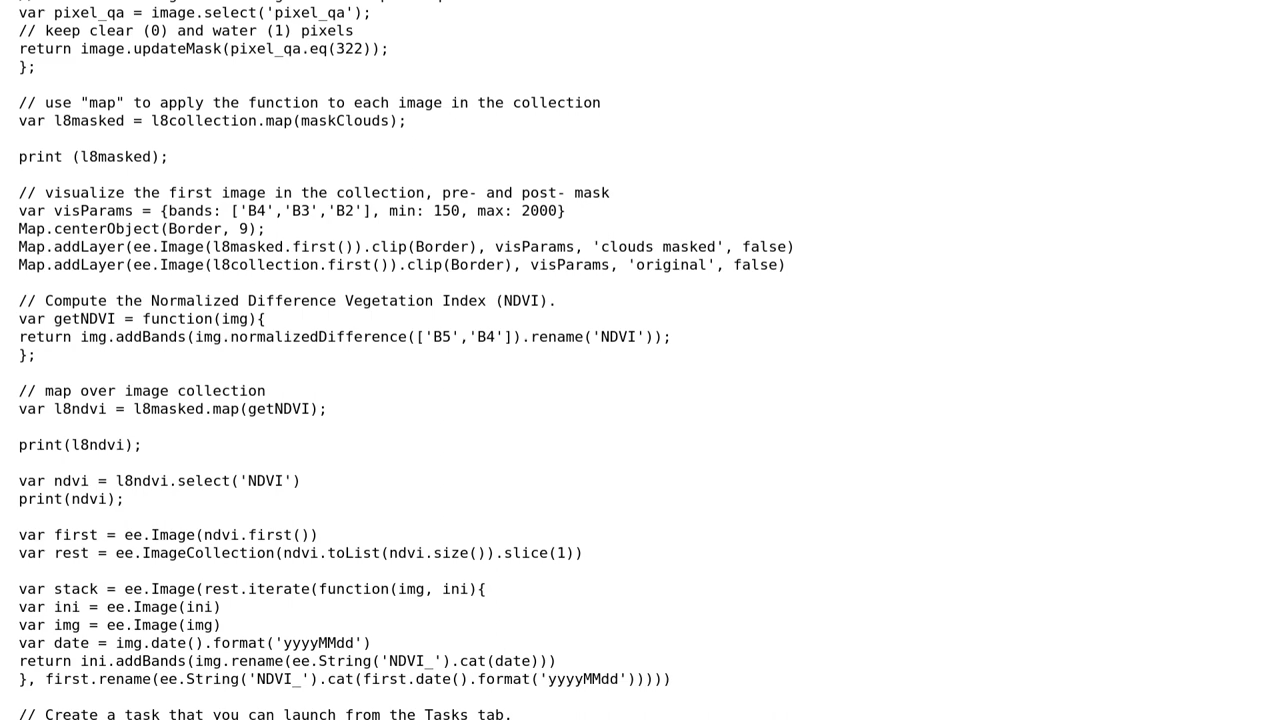 var pixel_qa = image.select('pixel_qa');
// keep clear (0) and water (1) pixels
return image.updateMask(pixel_qa.eq(322));
};
// use "map" to apply the function to each image in the collection
var l8masked = l8collection.map(maskClouds);
print (l8masked);
// visualize the first image in the collection, pre- and post- mask
var visParams = {bands: ['B4','B3','B2'], min: 150, max: 2000}
Map.centerObject(Border, 9);
Map.addLayer(ee.Image(l8masked.first()).clip(Border), visParams, 'clouds masked', false)
Map.addLayer(ee.Image(l8collection.first()).clip(Border), visParams, 'original', false)
// Compute the Normalized Difference Vegetation Index (NDVI).
var getNDVI = function(img){
return img.addBands(img.normalizedDifference(['B5','B4']).rename('NDVI'));
};
// map over image collection
var l8ndvi = l8masked.map(getNDVI);
print(l8ndvi);
var ndvi = l8ndvi.select('NDVI')
print(ndvi);
var first = ee.Image(ndvi.first())
var rest = ee.ImageCollection(ndvi.toList(ndvi.size()).slice(1))
var stack = ee.Image(rest.iterate(function(img, ini){
var ini = ee.Image(ini)
var img = ee.Image(img)
var date = img.date().format('yyyyMMdd')
return ini.addBands(img.rename(ee.String('NDVI_').cat(date)))
}, first.rename(ee.String('NDVI_').cat(first.date().format('yyyyMMdd')))))
// Create a task that you can launch from the Tasks tab.